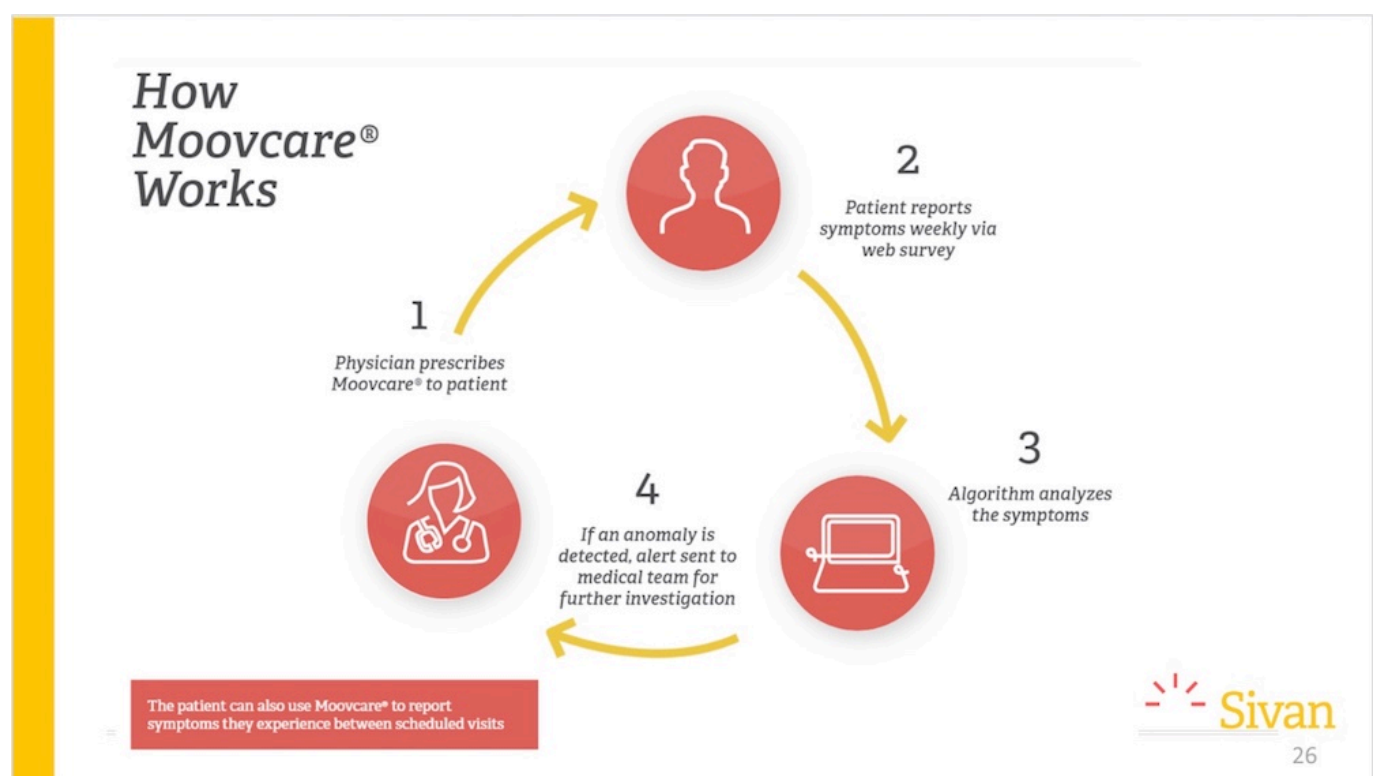 How
Moovcare®
Works
1
Physician prescribes
Moovcare® to patient
2
Patient reports
symptoms weekly via
web survey
3
Algorithm analyzes
the symptoms
4
If an anomaly is
detected, alert sent to
medical team for
further investigation
The patient can also use Moovcare® to report
symptoms they experience between scheduled visits
Sivan
26